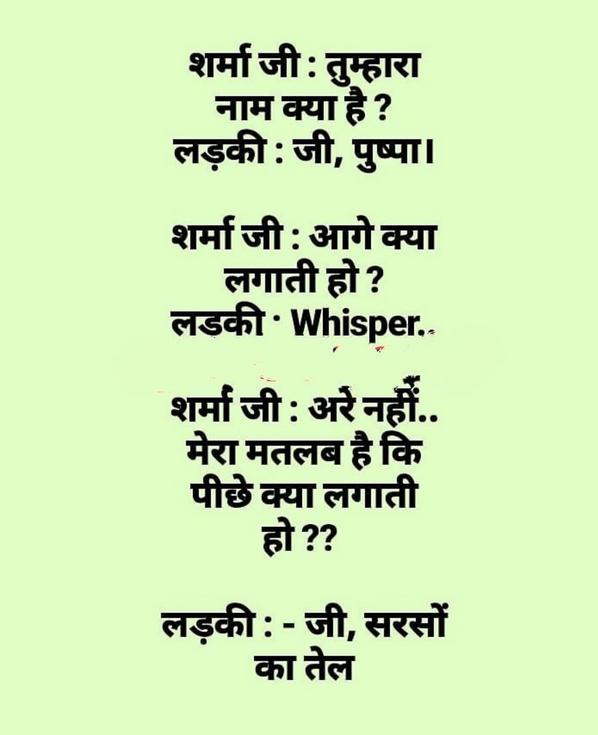 शर्मा जी : तुम्हारा
नाम क्या है ?
लड़की : जी, पुष्पा।
शर्मा जी : आगे क्या
लगाती हो ?
लडकी · Whisper..
शर्मा जी : अरे नहीं..
मेरा मतलब है कि
पीछे क्या लगाती
हो ??
लड़की : - जी, सरसों
का तेल